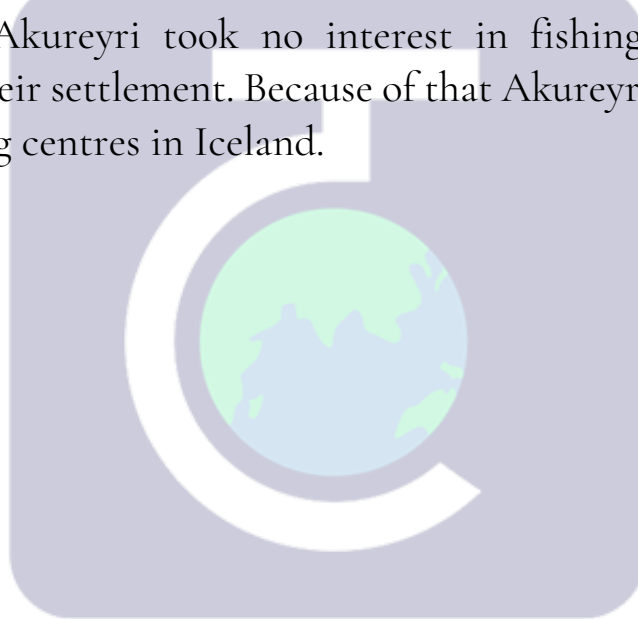 Akureyri took no interest in fishing
eir settlement. Because of that Akureyr
g centres in Iceland.